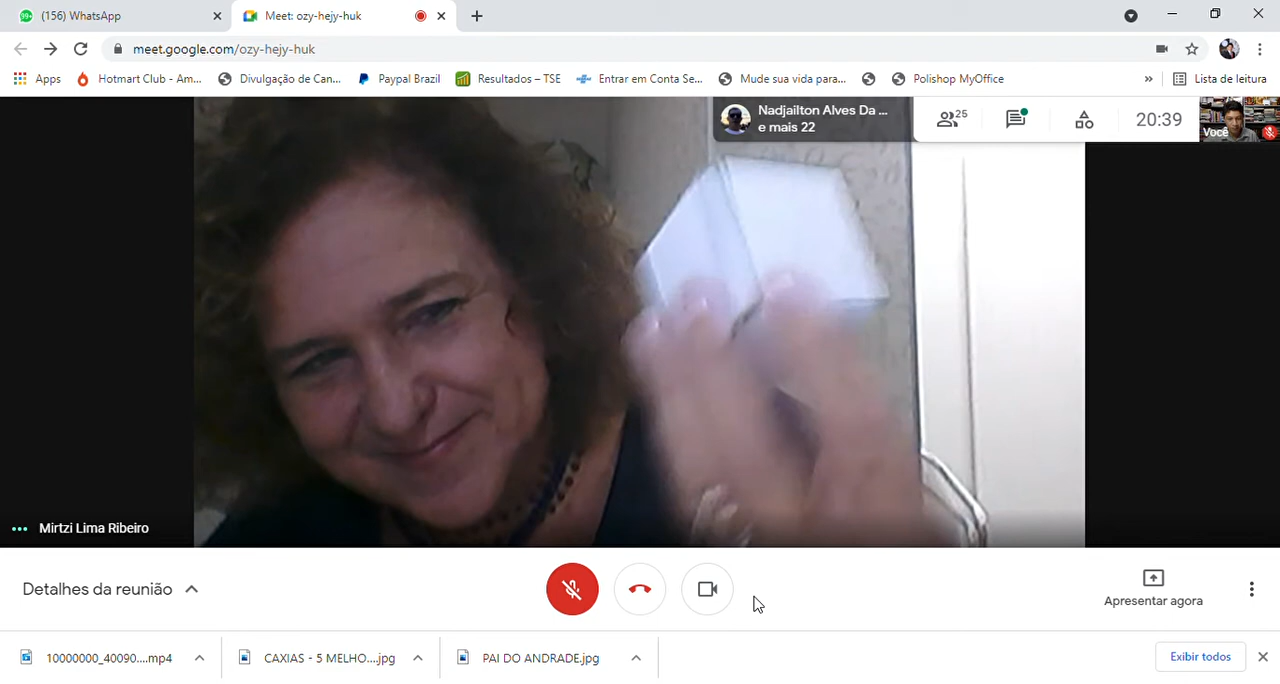 99+ (156) WhatsApp
Meet: ozy-hejy-huk
meet.google.com/ozy-hejy-huk
Apps
Hotmart Club - Am...
Divulgação de Can...
Paypal Brazil
Resultados – TSE
Entrar em Conta Se...
Mude sua vida para...
Polishop MyOffice
»
Lista de leitura
Nadjailton Alves Da ...
e mais 22
25
20:39
Você
Mirtzi Lima Ribeiro
Detalhes da reunião
Apresentar agora
10000000_40090....mp4
CAXIAS - 5 MELHO....jpg
PAI DO ANDRADE.jpg
Exibir todos